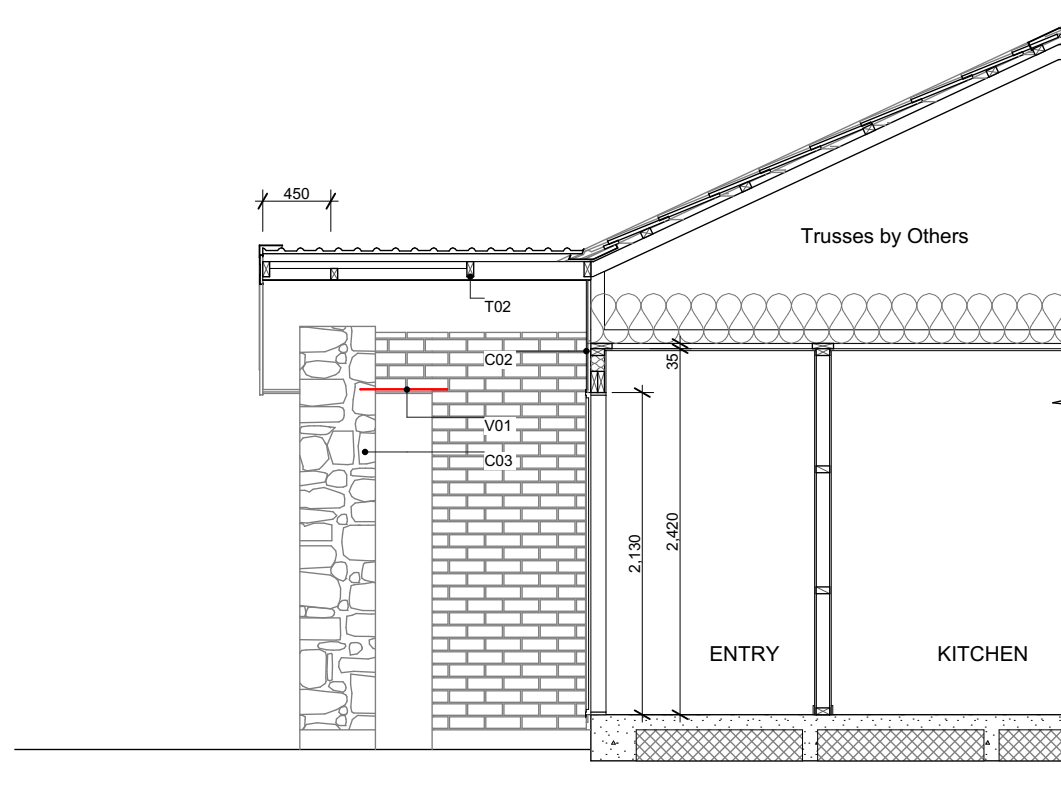 450
Trusses by Others
T02
C02
35
V01
C03
2,130
2,420
ENTRY
KITCHEN